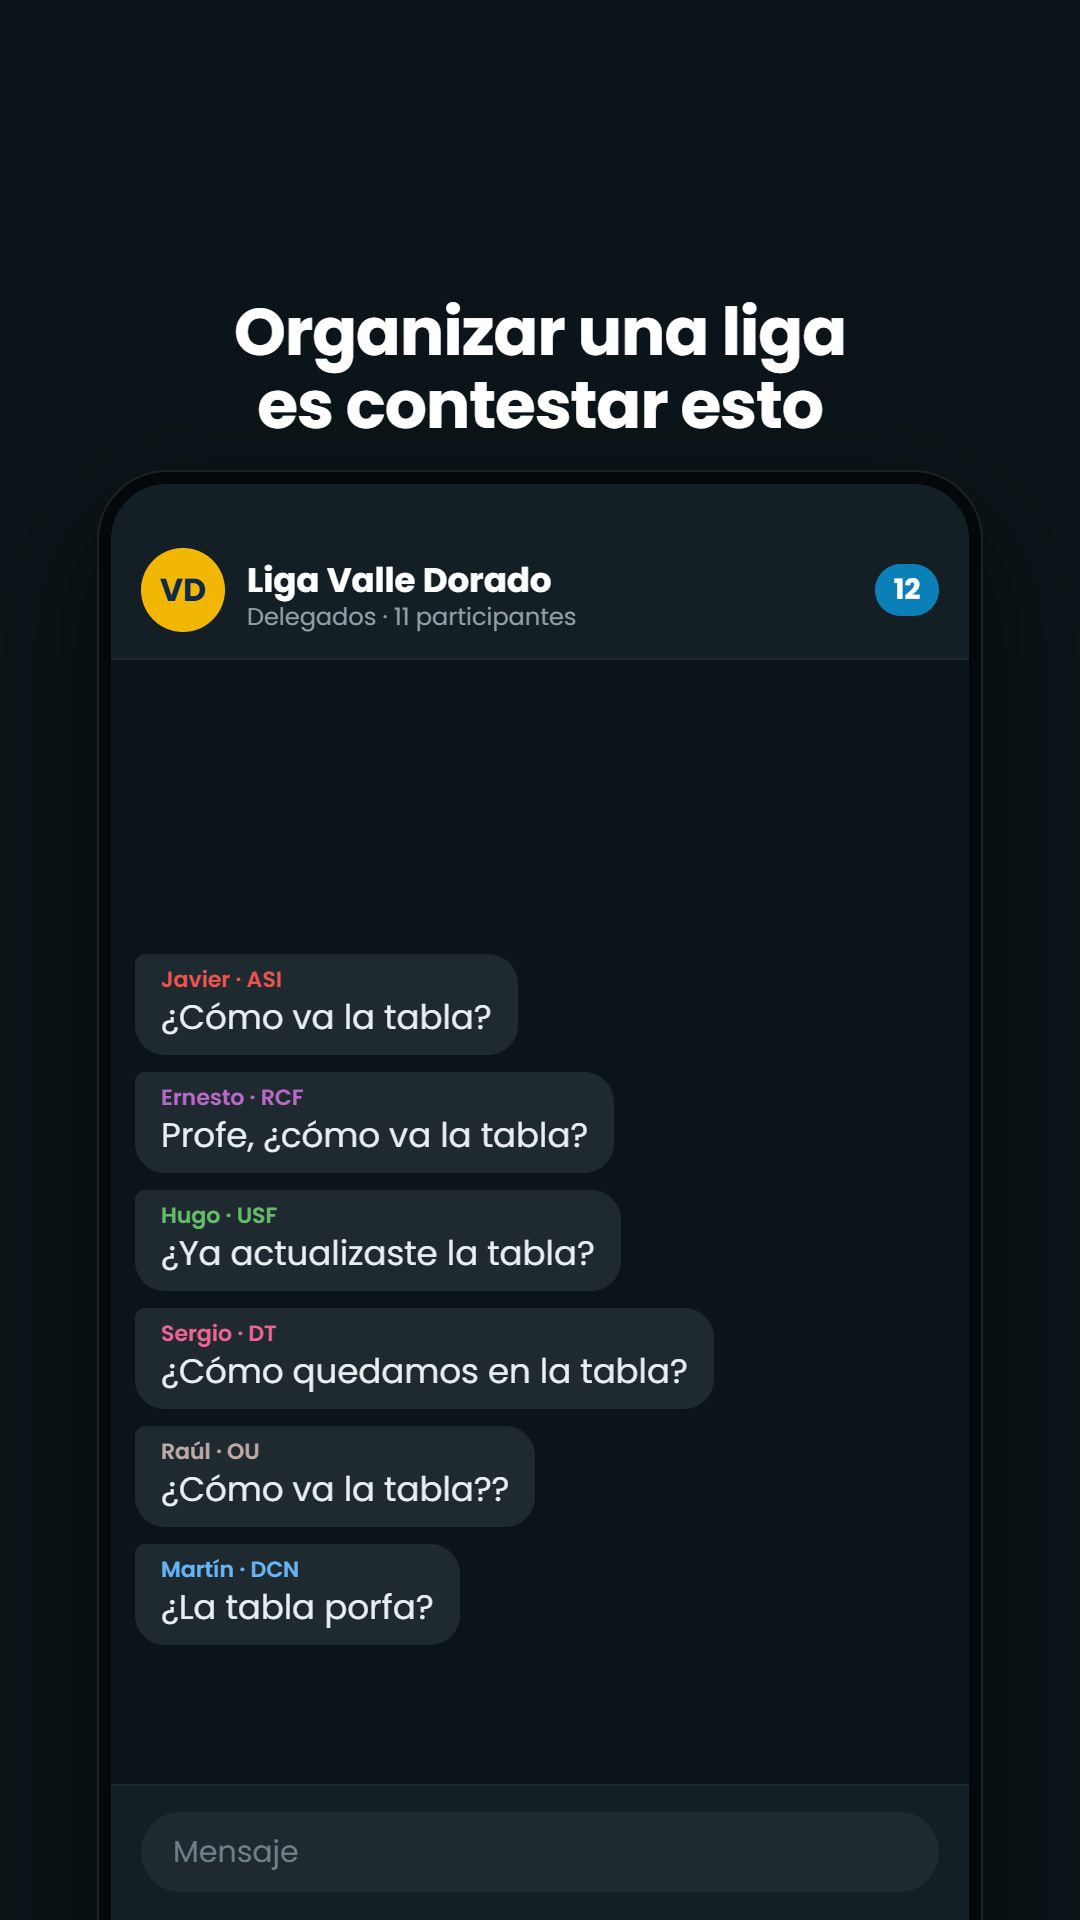 Organizar una liga
es contestar esto
VD
Liga Valle Dorado
Delegados · 11 participantes
12
Javier · ASI
¿Cómo va la tabla?
Ernesto · RCF
Profe, ¿cómo va la tabla?
Hugo · USF
¿Ya actualizaste la tabla?
Sergio · DT
¿Cómo quedamos en la tabla?
Raúl · OU
¿Cómo va la tabla??
Martín · DCN
¿La tabla porfa?
Mensaje